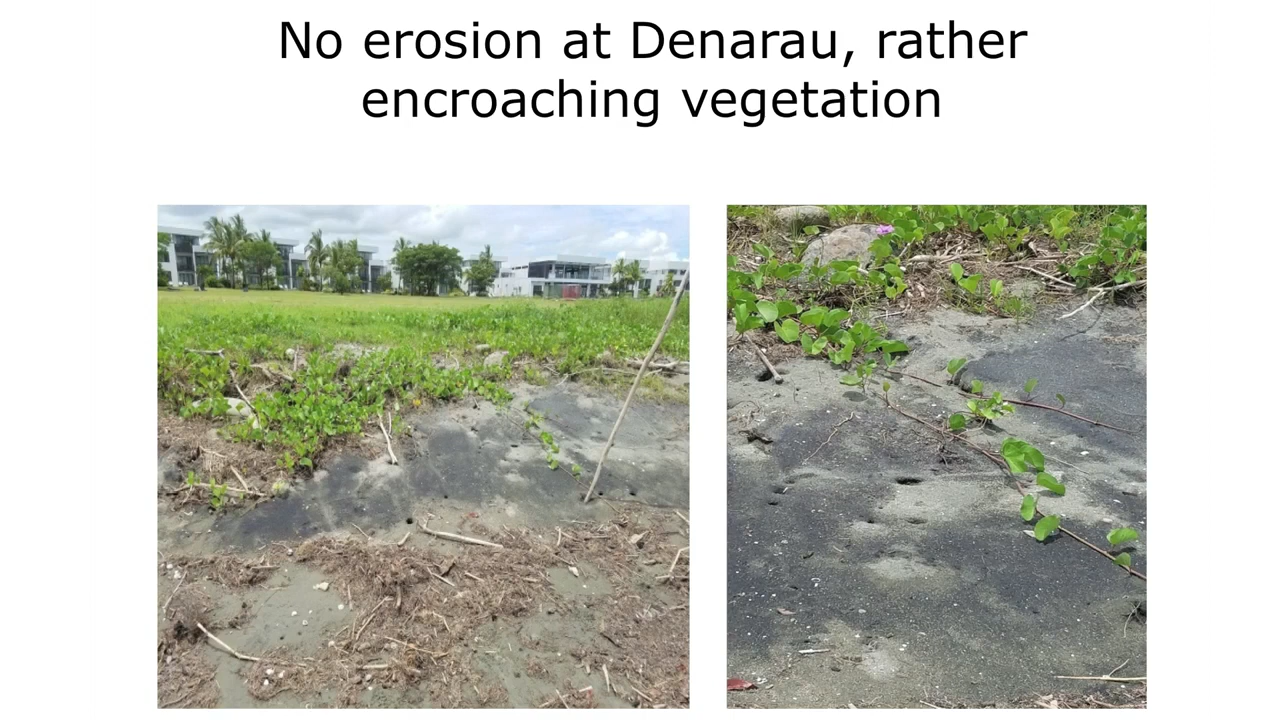 No erosion at Denarau, rather
encroaching vegetation